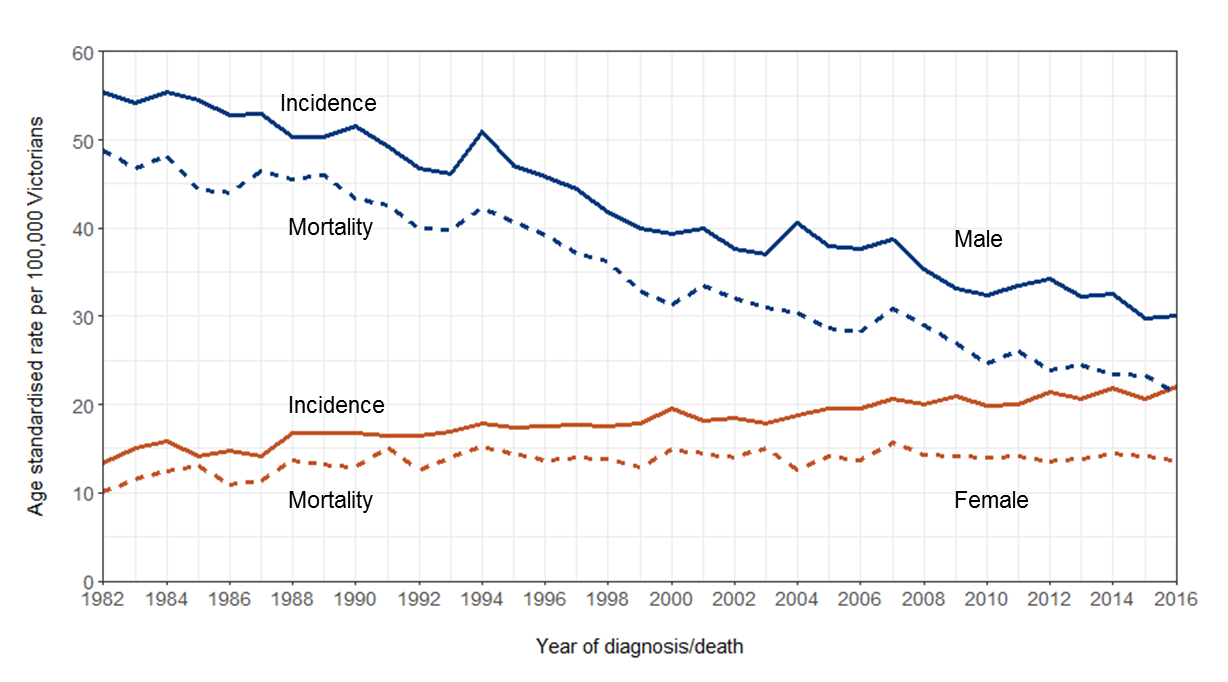 60
Incidence
50
Mortality
40
Male
30
Incidence
20
Mortality
Female
10
0
1982 1984 1986 1988 1990 1992 1994 1996 1998 2000 2002 2004 2006 2008 2010 2012 2014 2016
Year of diagnosis/death
Age standardised rate per 100,000 Victorians